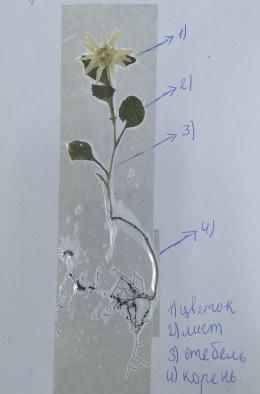 1)
2)
3)
4)
1) цветок
2) лист
3) стебель
4) корень.